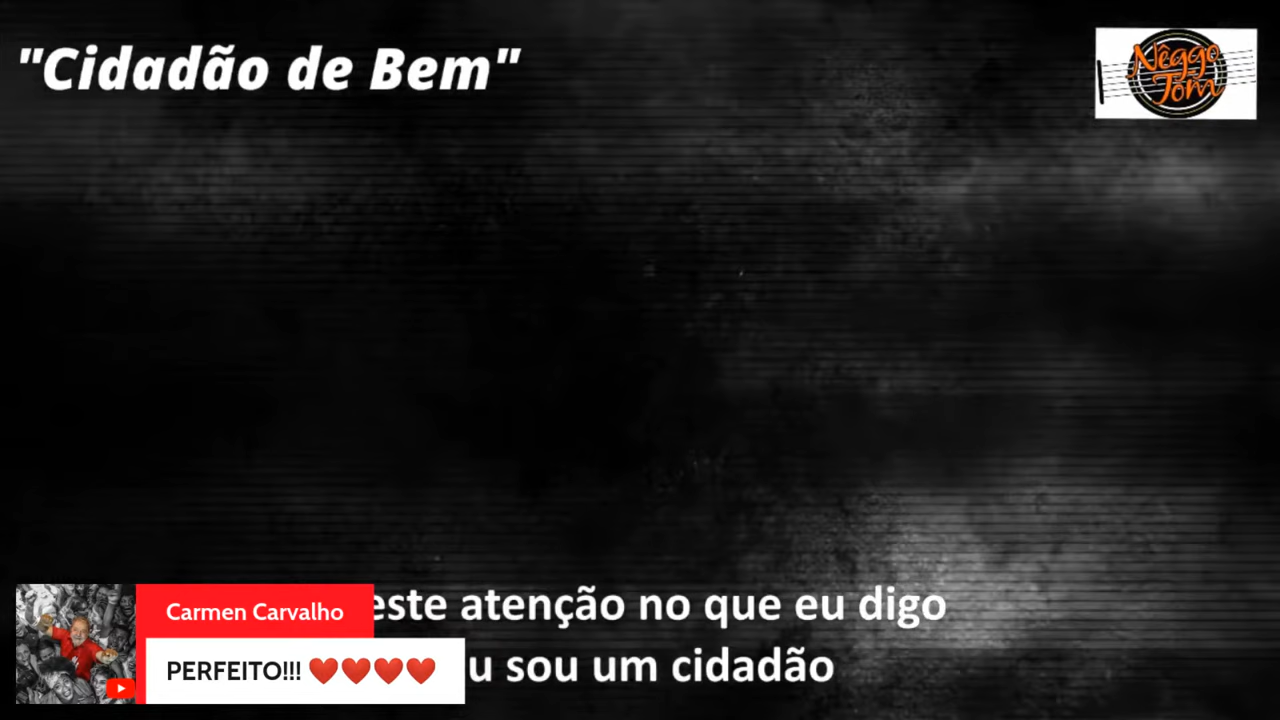 "Cidadão de Bem"
Nêggo
Tom
este atenção no que eu digo
u sou um cidadão
Carmen Carvalho
PERFEITO!!! ❤️❤️❤️❤️